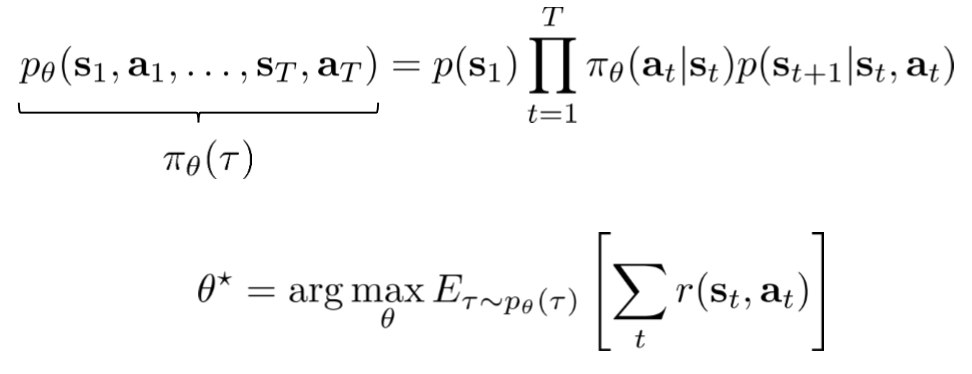 p_θ(s_1, a_1, . . . , s_T, a_T) = p(s_1) ∏_{t=1}^{T} π_θ(a_t|s_t)p(s_{t+1}|s_t, a_t)
π_θ(τ)
θ^⋆ = arg max_θ E_{τ∼p_θ(τ)} [∑_t r(s_t, a_t)]